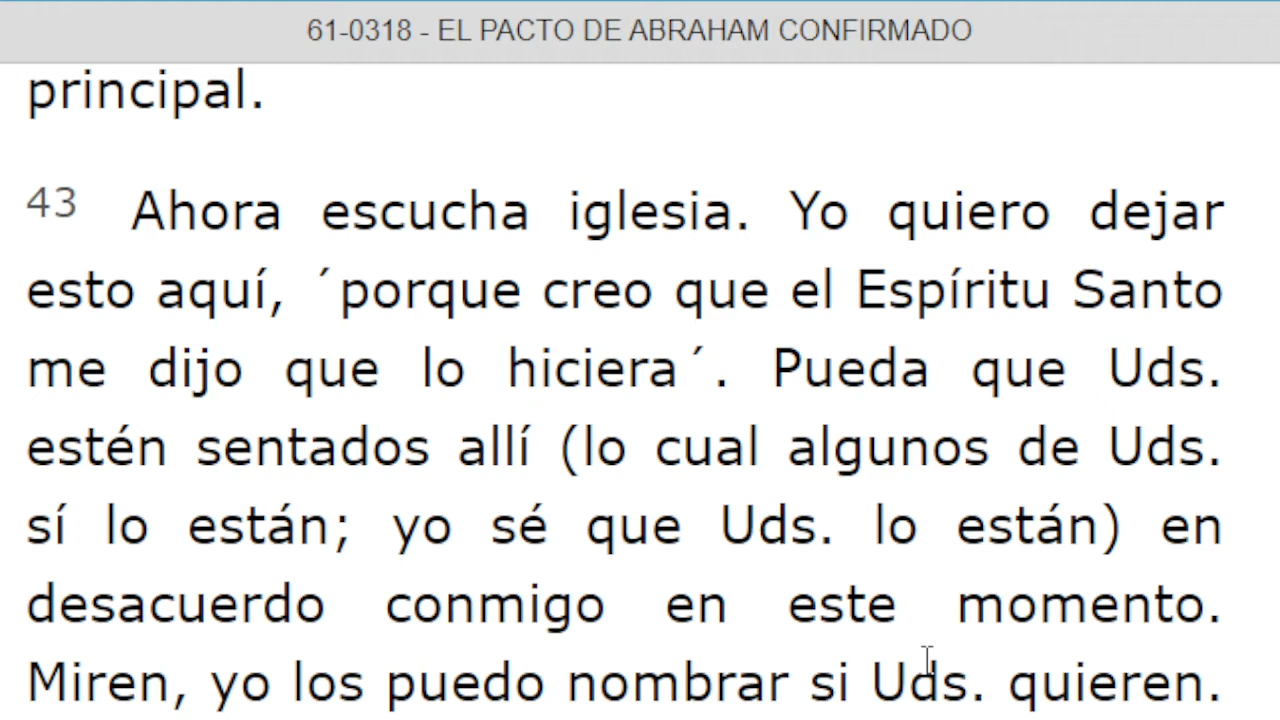 61-0318 - EL PACTO DE ABRAHAM CONFIRMADO
principal.
43 Ahora escucha iglesia. Yo quiero dejar
esto aquí, ´porque creo que el Espíritu Santo
me dijo que lo hiciera´. Pueda que Uds.
estén sentados allí (lo cual algunos de Uds.
sí lo están; yo sé que Uds. lo están) en
desacuerdo conmigo en este momento.
Miren, yo los puedo nombrar si Uds. quieren.